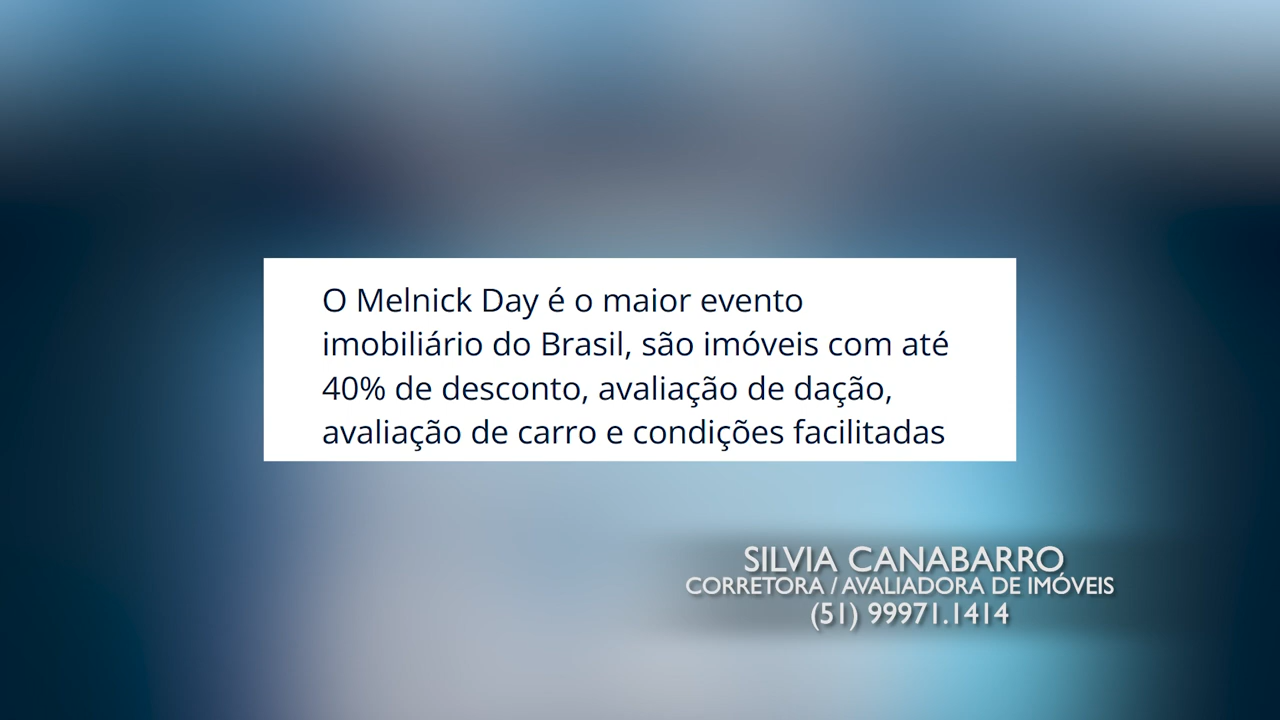 O Melnick Day é o maior evento
imobiliário do Brasil, são imóveis com até
40% de desconto, avaliação de dação,
avaliação de carro e condições facilitadas
SILVIA CANABARRO
CORRETORA / AVALIADORA DE IMÓVEIS
(51) 99971.1414